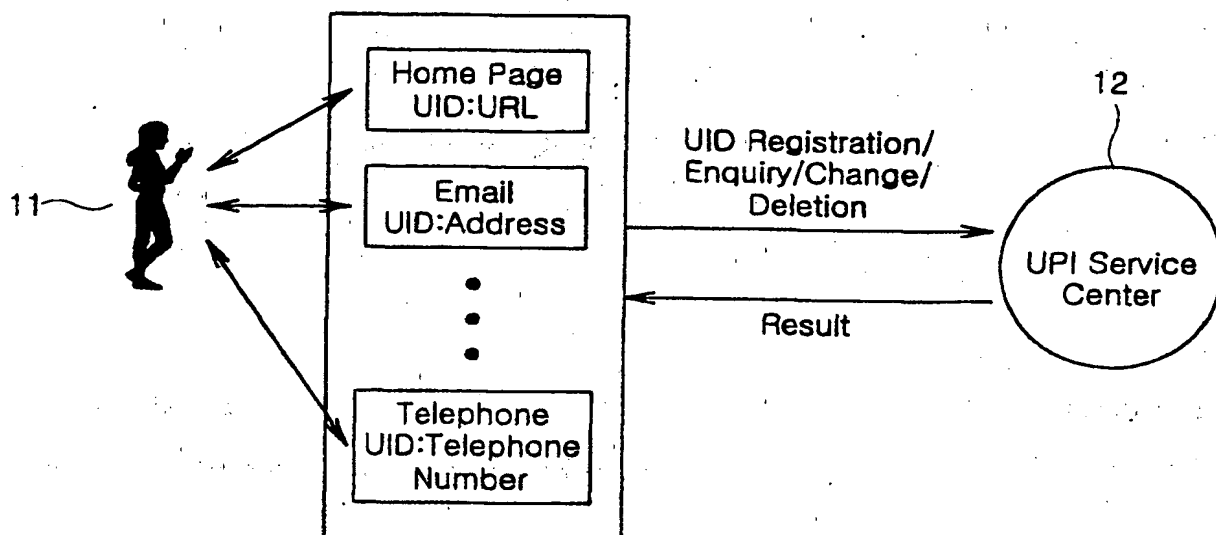 Home Page
UID:URL
12
UID Registration/
Enquiry/Change/
Deletion
11
Email
UID:Address
UPI Service
Center
Result
Telephone
UID:Telephone
Number